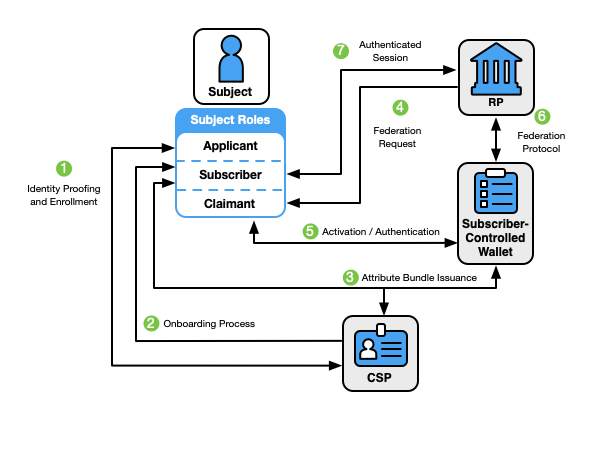 7
Authenticated
Session
Subject
RP
Subject Roles
4
6
Applicant
Federation
Request
Federation
Protocol
1
Identity Proofing
and Enrollment
Subscriber
Claimant
Subscriber-
Controlled
Wallet
5 Activation / Authentication
3 Attribute Bundle Issuance
2 Onboarding Process
CSP